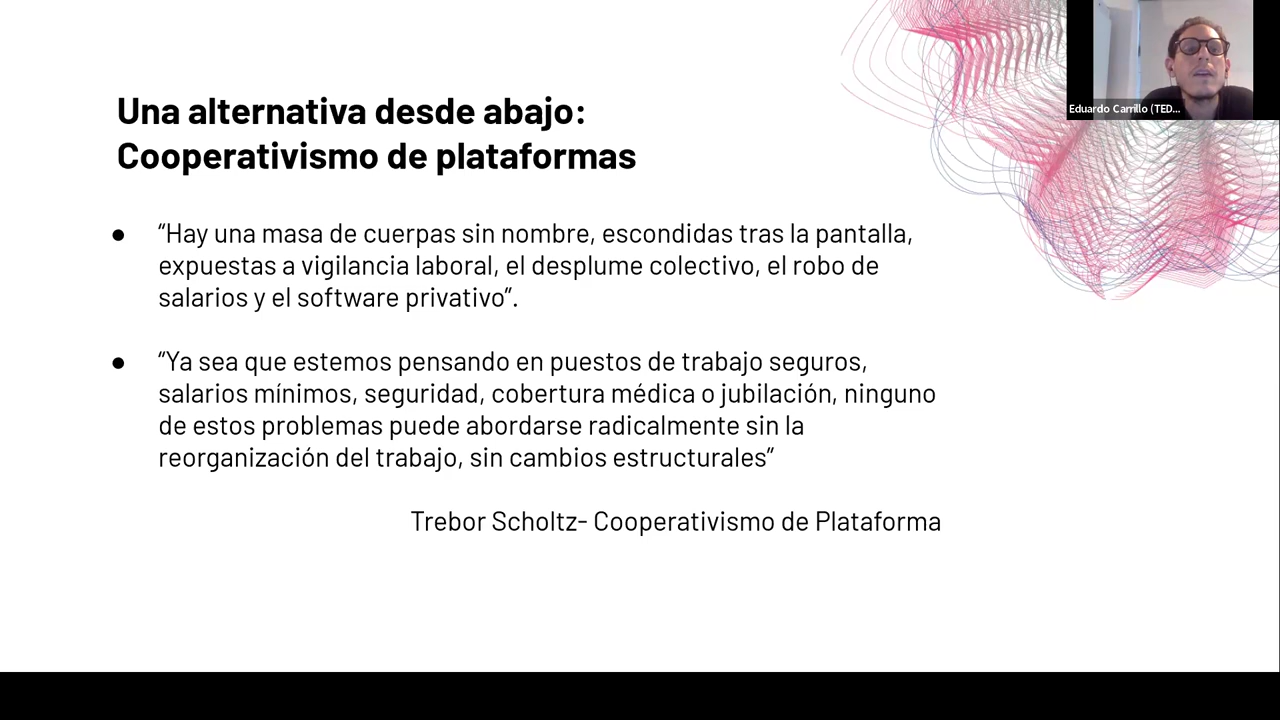 Una alternativa desde abajo:
Cooperativismo de plataformas
● “Hay una masa de cuerpas sin nombre, escondidas tras la pantalla,
expuestas a vigilancia laboral, el desplume colectivo, el robo de
salarios y el software privativo”.
● “Ya sea que estemos pensando en puestos de trabajo seguros,
salarios mínimos, seguridad, cobertura médica o jubilación, ninguno
de estos problemas puede abordarse radicalmente sin la
reorganización del trabajo, sin cambios estructurales”
Trebor Scholtz- Cooperativismo de Plataforma
Eduardo Carrillo (TED...